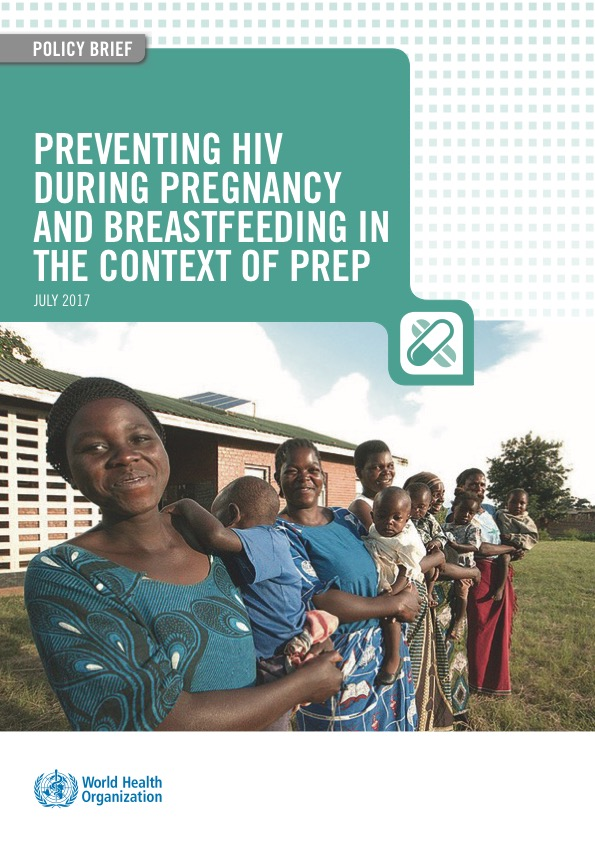 POLICY BRIEF
PREVENTING HIV
DURING PREGNANCY
AND BREASTFEEDING IN
THE CONTEXT OF PREP
JULY 2017
World Health
Organization